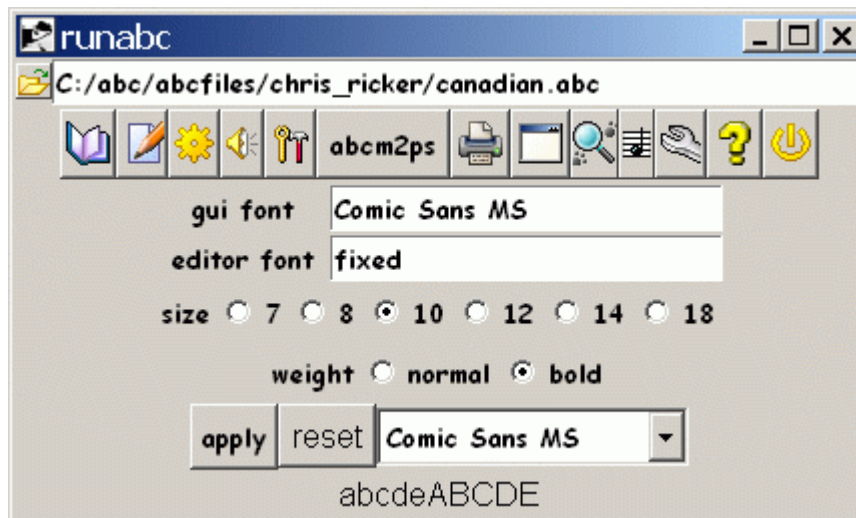 runabc
C:/abc/abcfiles/chris_ricker/canadian.abc
abcm2ps
gui font Comic Sans MS
editor font fixed
size 7 8 10 12 14 18
weight normal bold
apply reset Comic Sans MS
abcdeABCDE